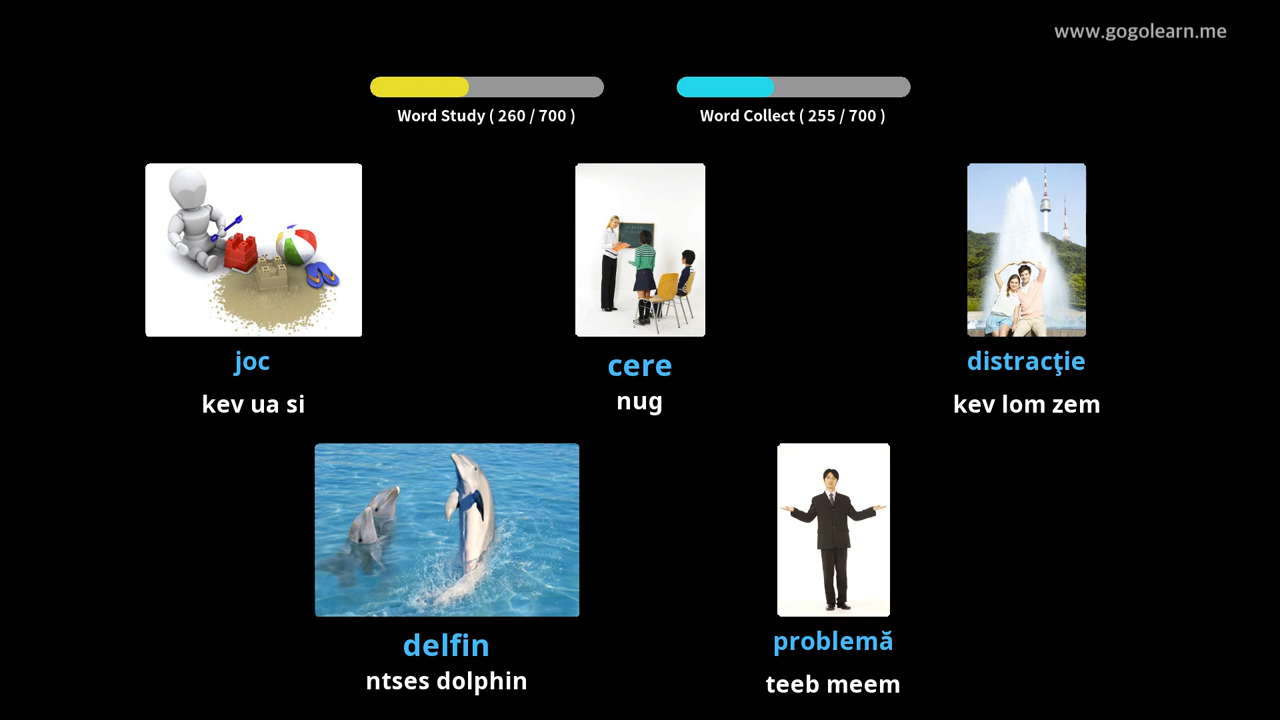 www.gogolearn.me
Word Study ( 260 / 700 )
Word Collect ( 255 / 700 )
joc
kev ua si
cere
nug
distracţie
kev lom zem
delfin
ntses dolphin
problemă
teeb meem